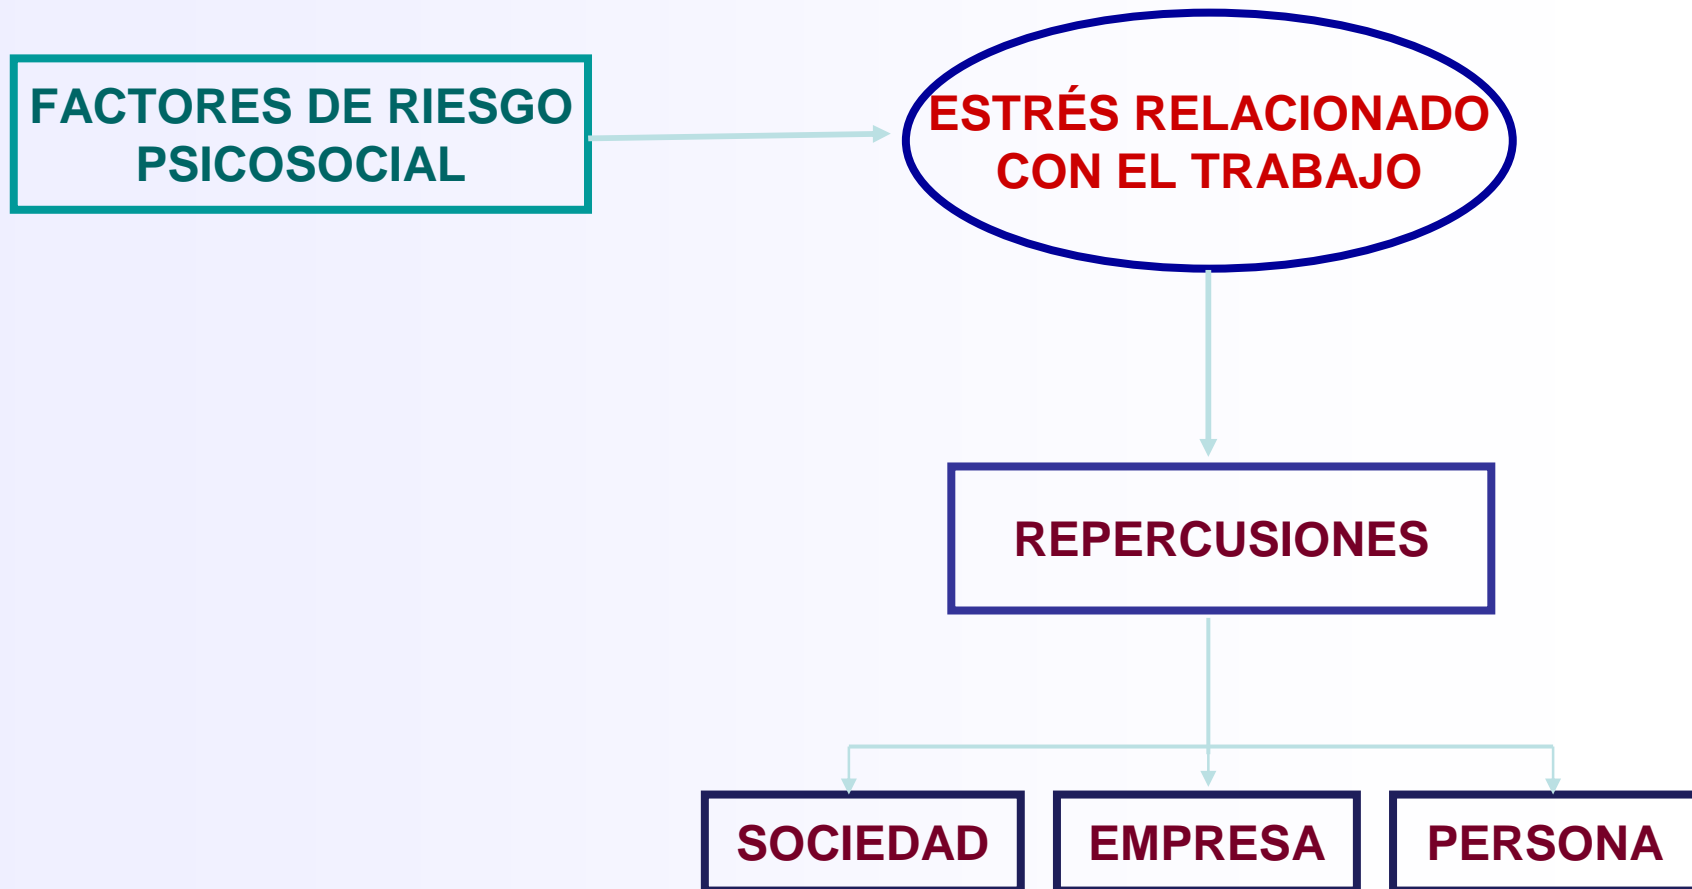 FACTORES DE RIESGO
PSICOSOCIAL
ESTRÉS RELACIONADO
CON EL TRABAJO
REPERCUSIONES
SOCIEDAD
EMPRESA
PERSONA